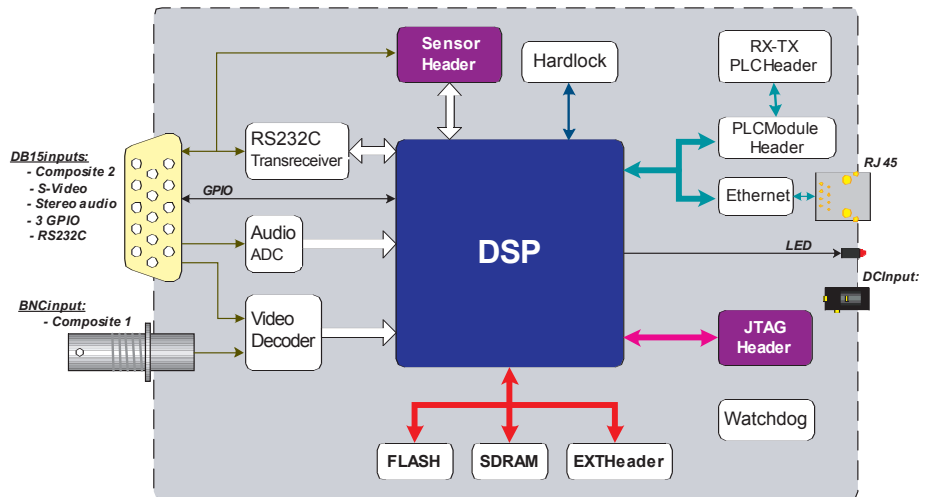 Sensor
Header
Hardlock
RX-TX
PLCHeader
RS232C
Transreceiver
PLCModule
Header
DB15inputs:
- Composite 2
- S-Video
- Stereo audio
- 3 GPIO
- RS232C
GPIO
RJ 45
Ethernet
Audio
ADC
DSP
LED
DCInput:
BNCinput:
- Composite 1
Video
Decoder
JTAG
Header
Watchdog
FLASH
SDRAM
EXTHeader